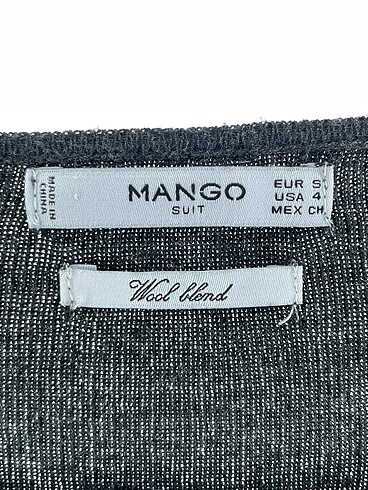 MADE IN
CHINA
MANGO
SUIT
EUR S
USA 4
MEX CH
Wool blend